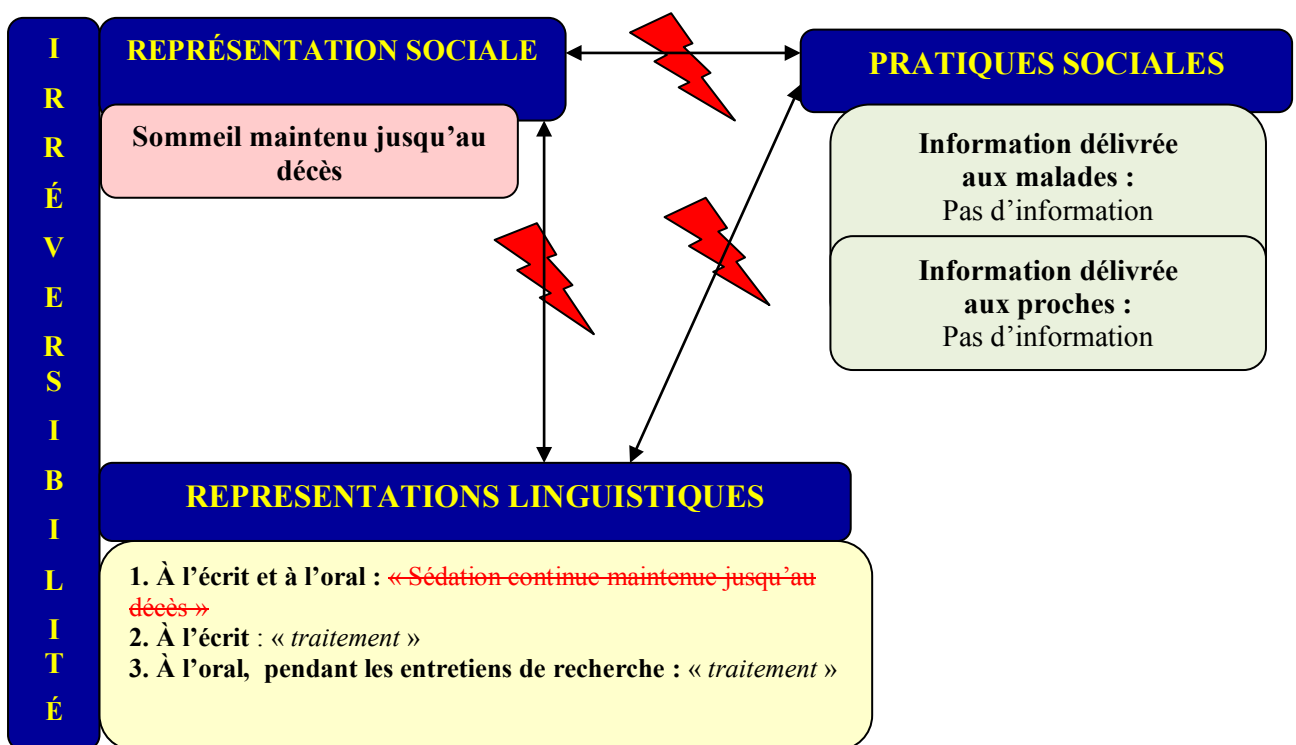 I
R
R
É
V
E
R
S
I
B
I
L
I
T
É
REPRÉSENTATION SOCIALE
Sommeil maintenu jusqu’au
décès
PRATIQUES SOCIALES
Information délivrée
aux malades :
Pas d’information
Information délivrée
aux proches :
Pas d’information
REPRESENTATIONS LINGUISTIQUES
1. À l’écrit et à l’oral : « Sédation continue maintenue jusqu’au
décès »
2. À l’écrit : « traitement »
3. À l’oral, pendant les entretiens de recherche : « traitement »